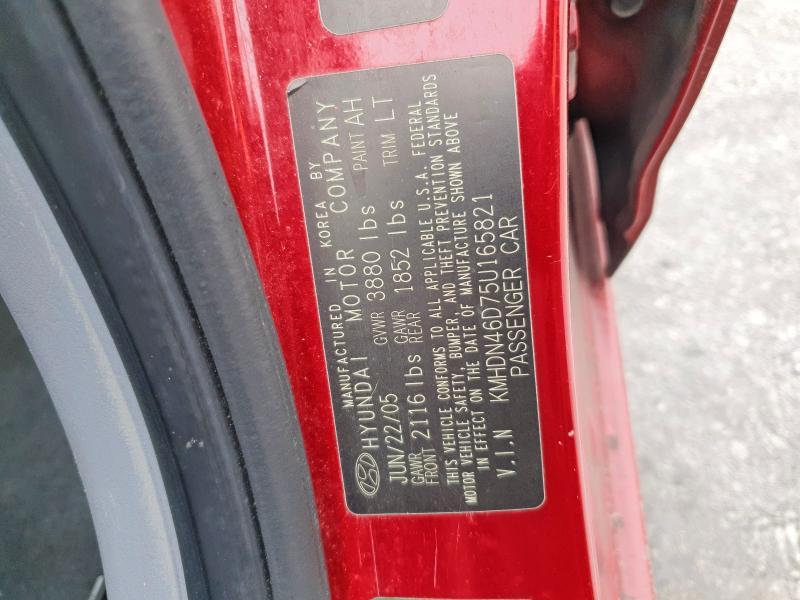 MANUFACTURED IN KOREA BY
HYUNDAI MOTOR COMPANY
JUN/22/05 GVWR 3880 lbs PAINT AH
GAWR FRONT 2116 lbs GAWR REAR 1852 lbs TRIM LT
THIS VEHICLE CONFORMS TO ALL APPLICABLE U.S.A. FEDERAL
MOTOR VEHICLE SAFETY, BUMPER, AND THEFT PREVENTION STANDARDS
IN EFFECT ON THE DATE OF MANUFACTURE SHOWN ABOVE
V.I.N KMHDN46D75U165821
PASSENGER CAR